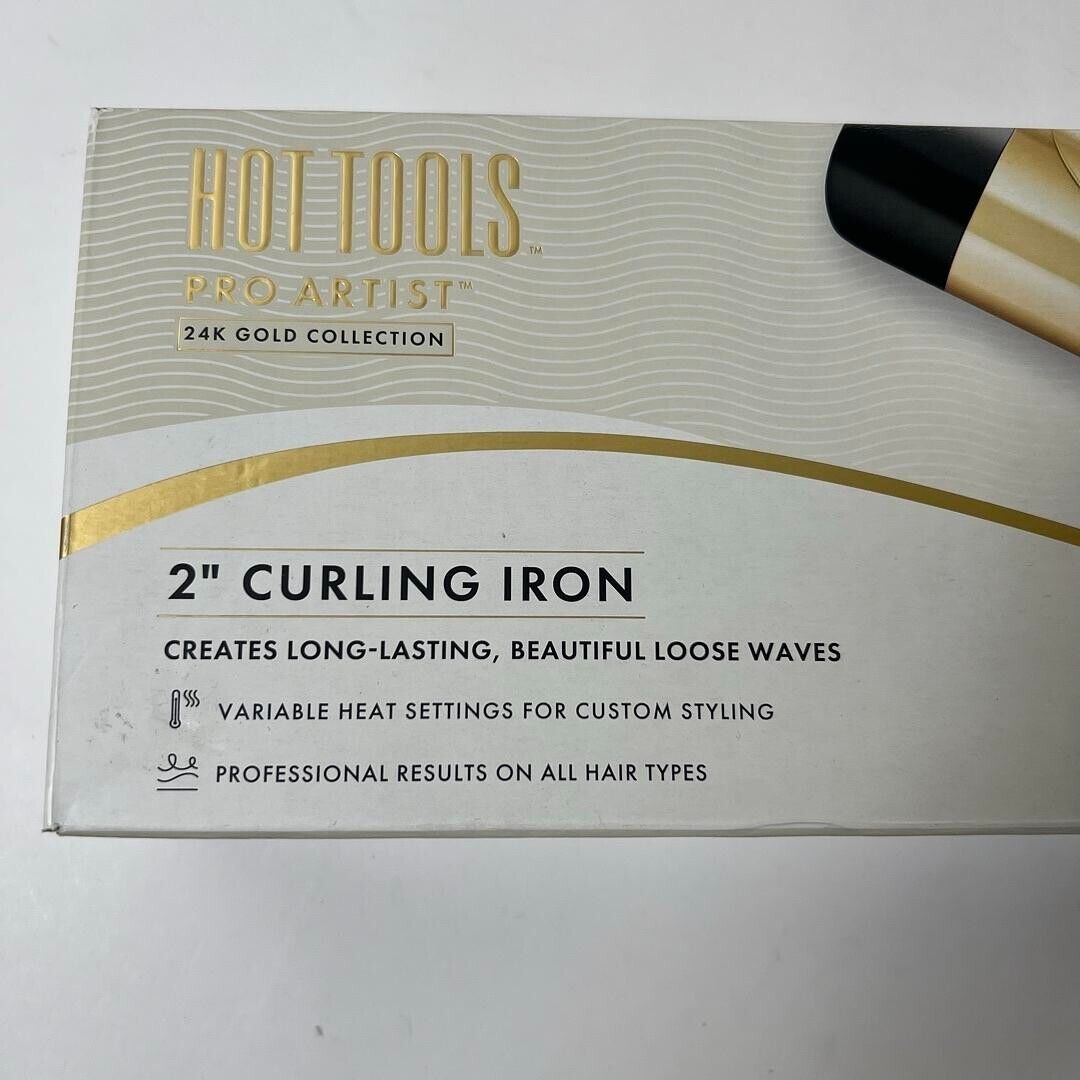 HOT TOOLS™
PRO ARTIST™
24K GOLD COLLECTION
2" CURLING IRON
CREATES LONG-LASTING, BEAUTIFUL LOOSE WAVES
VARIABLE HEAT SETTINGS FOR CUSTOM STYLING
PROFESSIONAL RESULTS ON ALL HAIR TYPES